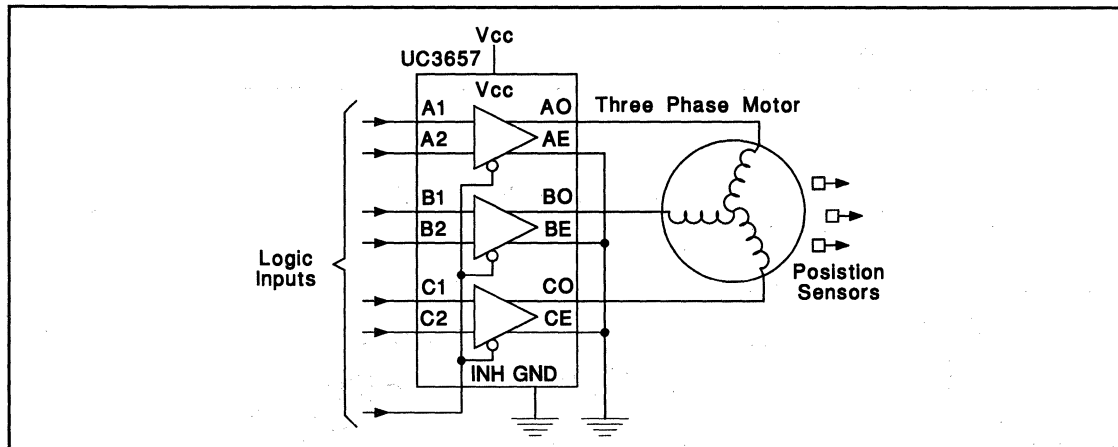 Vcc
UC3657
Vcc
A1
AO
Three Phase Motor
A2
AE
B1
BO
B2
BE
Logic
Inputs
C1
CO
Posistion
Sensors
C2
CE
INH GND